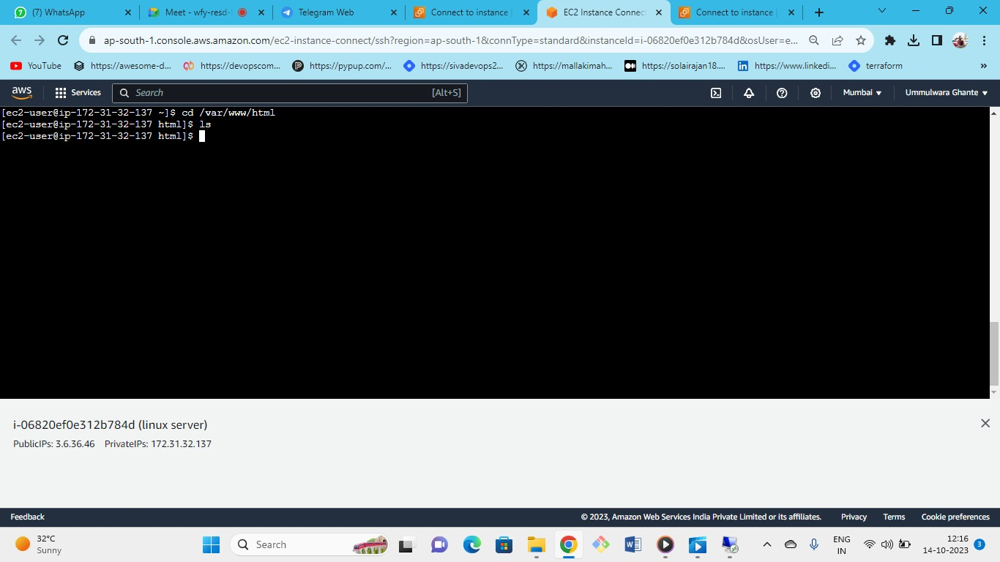 (7) WhatsApp
Meet - wfy-resd-
Telegram Web
Connect to instance |
EC2 Instance Connect
Connect to instance |
ap-south-1.console.aws.amazon.com/ec2-instance-connect/ssh?region=ap-south-1&connType=standard&instanceId=i-06820ef0e312b784d&osUser=e...
YouTube
https://awesome-d...
https://devopscom...
https://pypup.com/...
https://sivadevops2...
https://mallakimah...
https://solairajan18....
https://www.linkedi...
terraform
»
aws
Services
Search
[Alt+S]
Mumbai
Ummulwara Ghante
[ec2-user@ip-172-31-32-137 ~]$ cd /var/www/html
[ec2-user@ip-172-31-32-137 html]$ ls
[ec2-user@ip-172-31-32-137 html]$
i-06820ef0e312b784d (linux server)
PublicIPs: 3.6.36.46 PrivateIPs: 172.31.32.137
Feedback
© 2023, Amazon Web Services India Private Limited or its affiliates.
Privacy
Terms
Cookie preferences
32°C
Sunny
Search
ENG
IN
12:16
14-10-2023
3